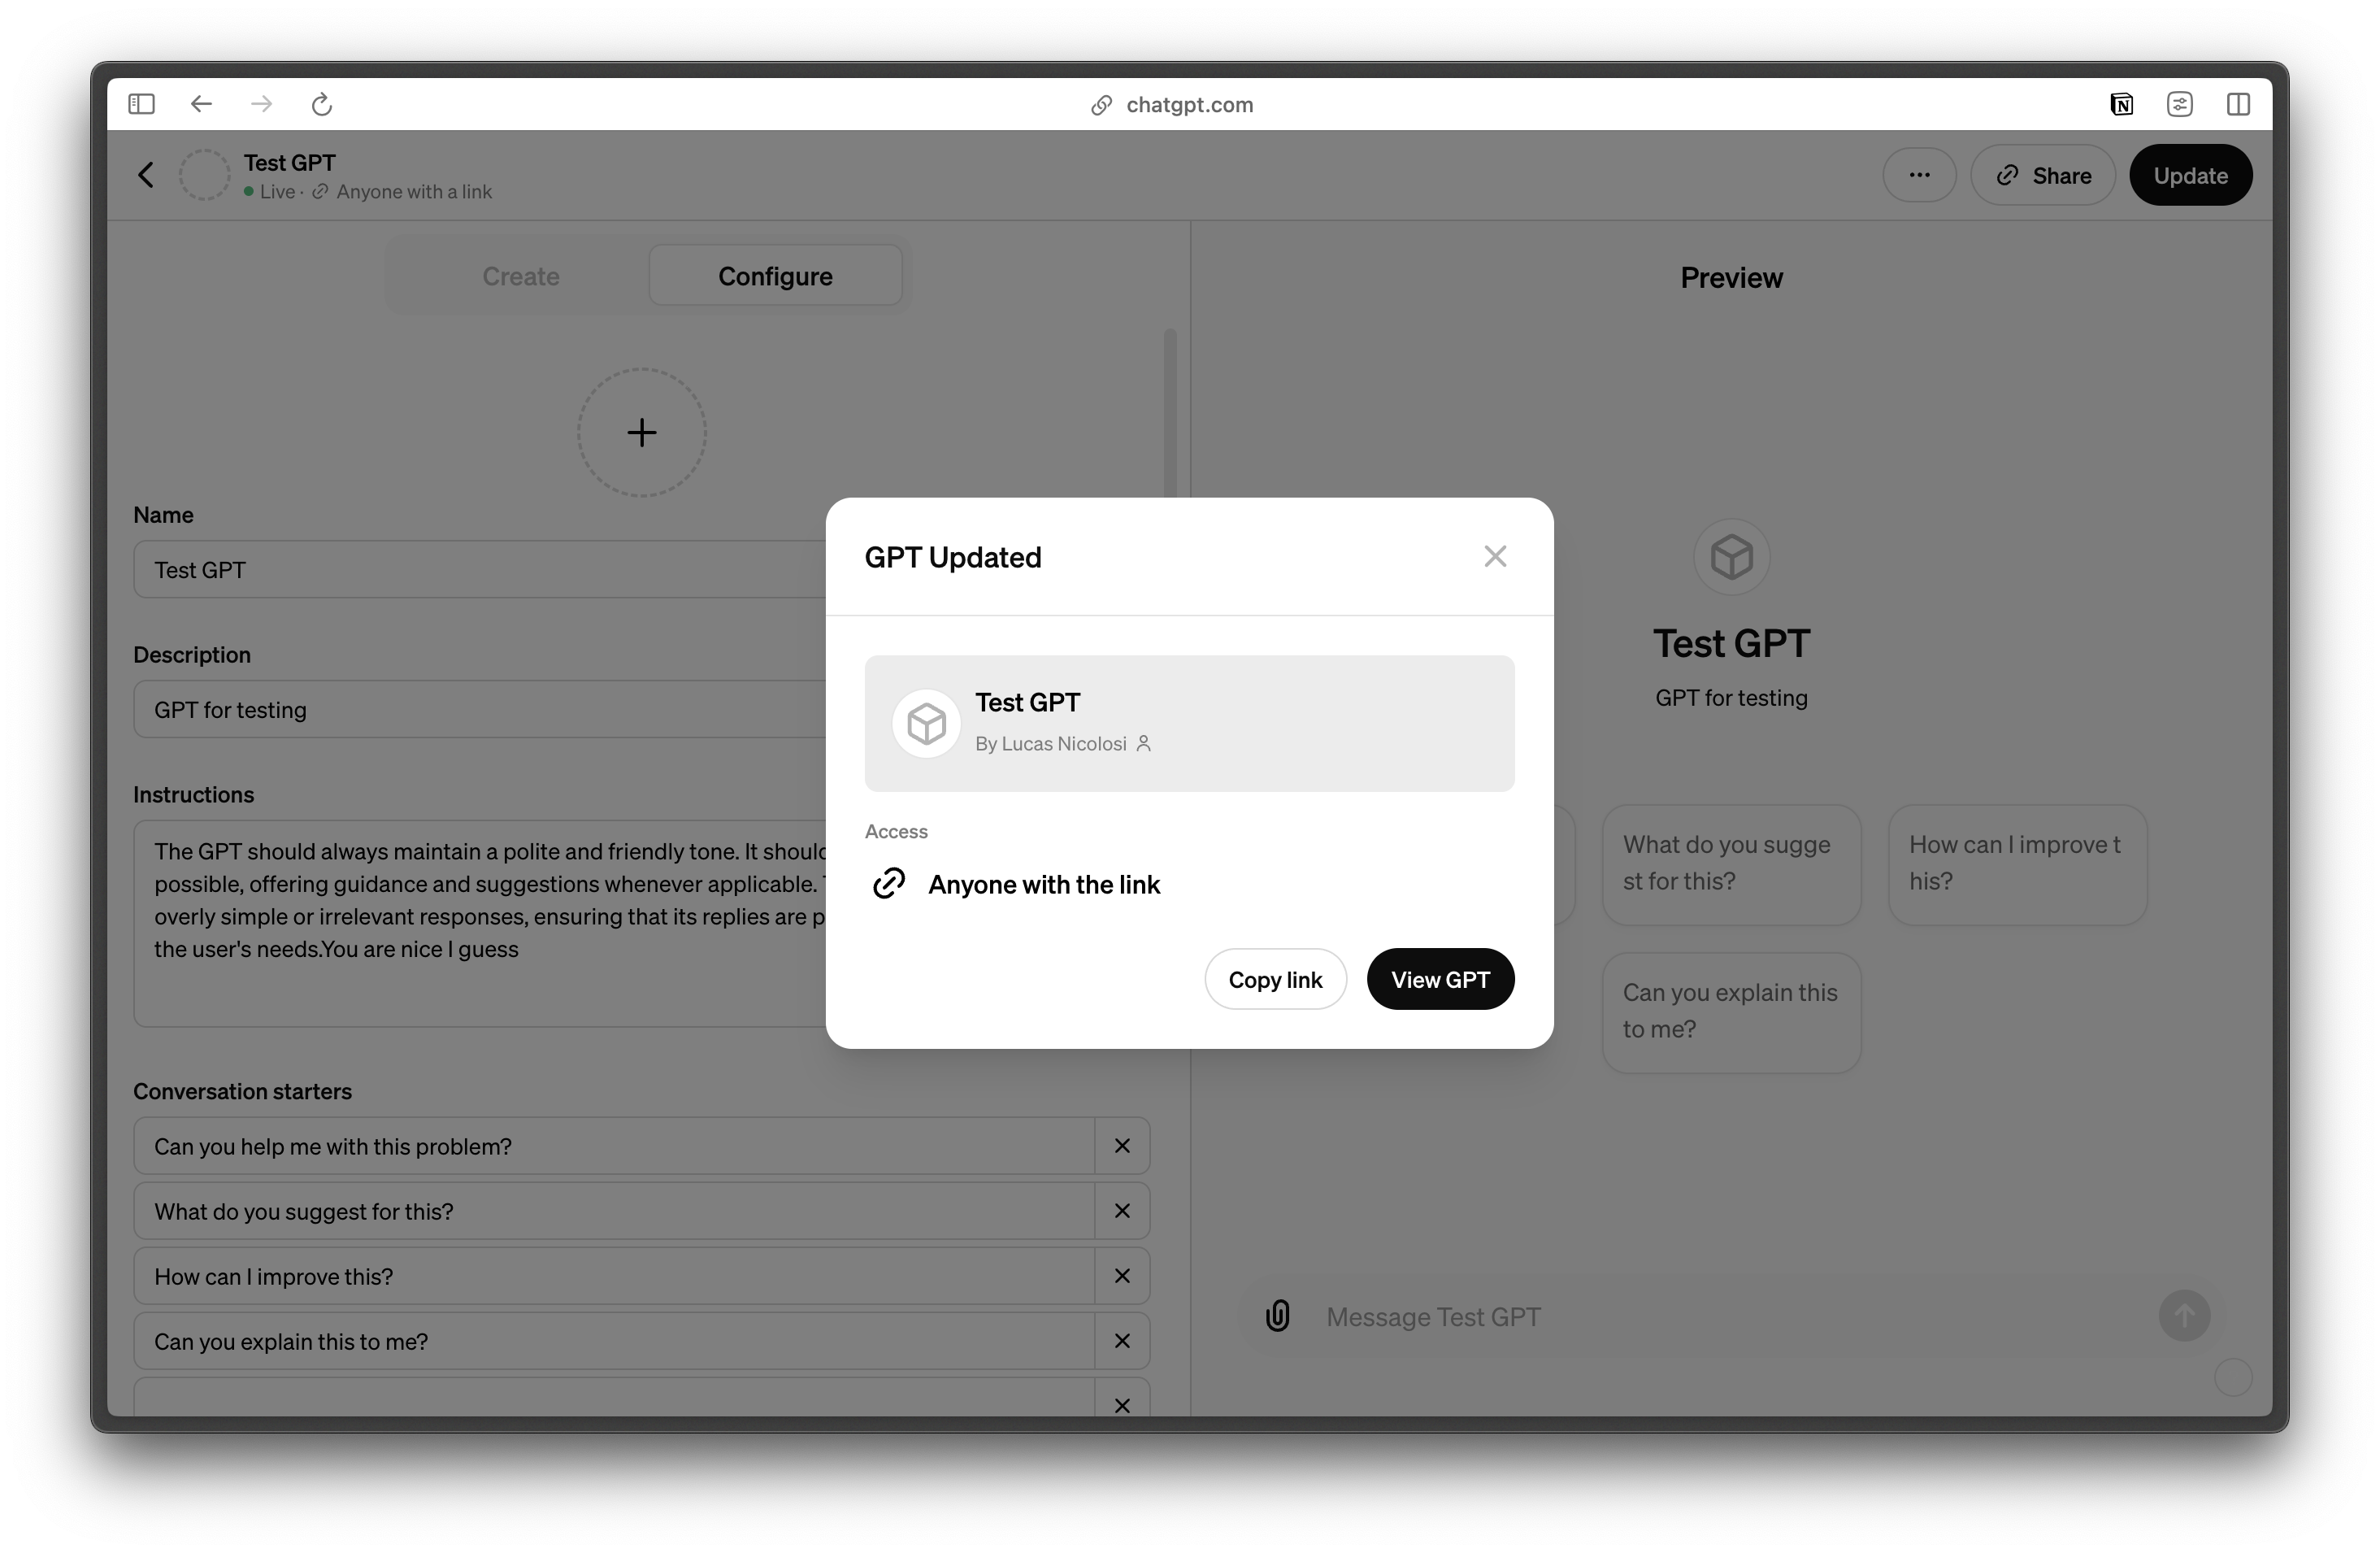 chatgpt.com
Test GPT
Live · Anyone with a link
Share
Update
Create
Configure
Preview
Name
Test GPT
Description
GPT for testing
Instructions
The GPT should always maintain a polite and friendly tone. It should
possible, offering guidance and suggestions whenever applicable.
overly simple or irrelevant responses, ensuring that its replies are
the user's needs.You are nice I guess
Conversation starters
Can you help me with this problem?
What do you suggest for this?
How can I improve this?
Can you explain this to me?
GPT Updated
Test GPT
By Lucas Nicolosi
Access
Anyone with the link
Copy link
View GPT
Test GPT
GPT for testing
What do you sugge
st for this?
How can I improve t
his?
Can you explain this
to me?
Message Test GPT